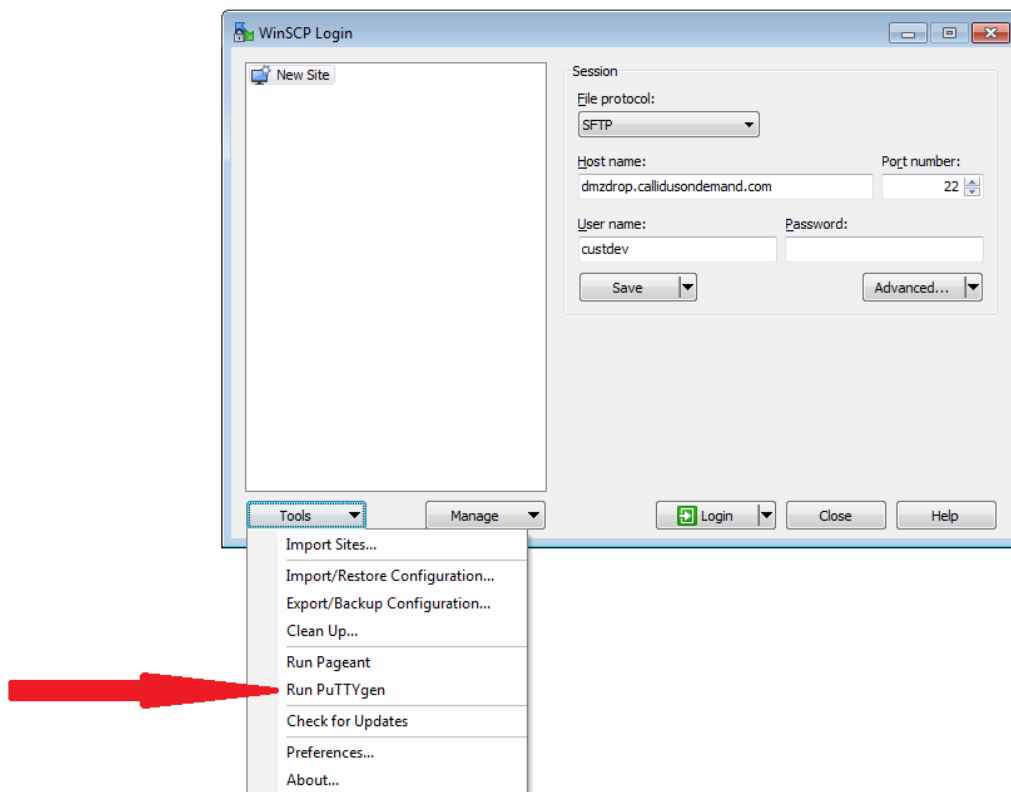 WinSCP Login
New Site
Session
File protocol:
SFTP
Host name:
Port number:
dmzdrop.callidusondemand.com
22
User name:
Password:
custdev
Save
Advanced...
Tools
Manage
Login
Close
Help
Import Sites...
Import/Restore Configuration...
Export/Backup Configuration...
Clean Up...
Run Pageant
Run PuTTYgen
Check for Updates
Preferences...
About...